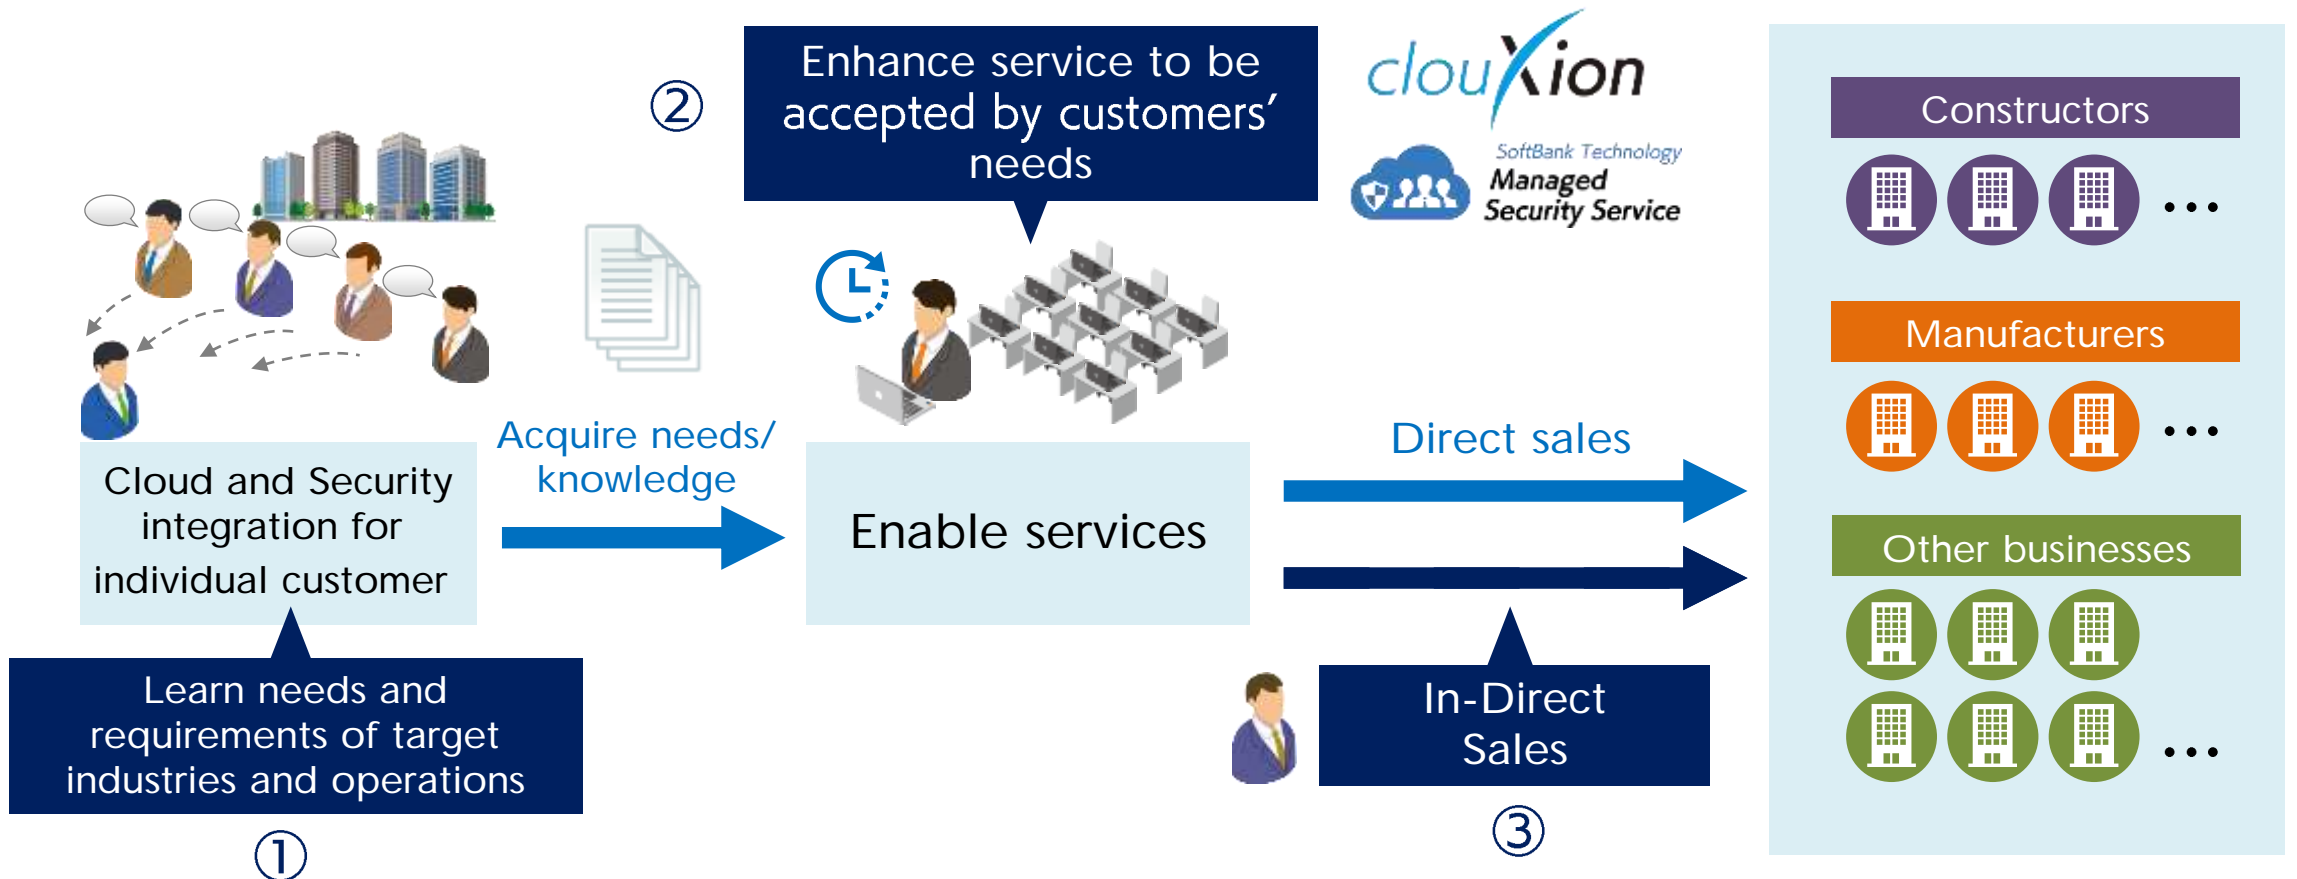 ②
Enhance service to be
accepted by customers'
needs
clouXion
SoftBank Technology
Managed
Security Service
Cloud and Security
integration for
individual customer
Acquire needs/
knowledge
Enable services
Direct sales
Learn needs and
requirements of target
industries and operations
①
In-Direct
Sales
③
Constructors
...
Manufacturers
...
Other businesses
...